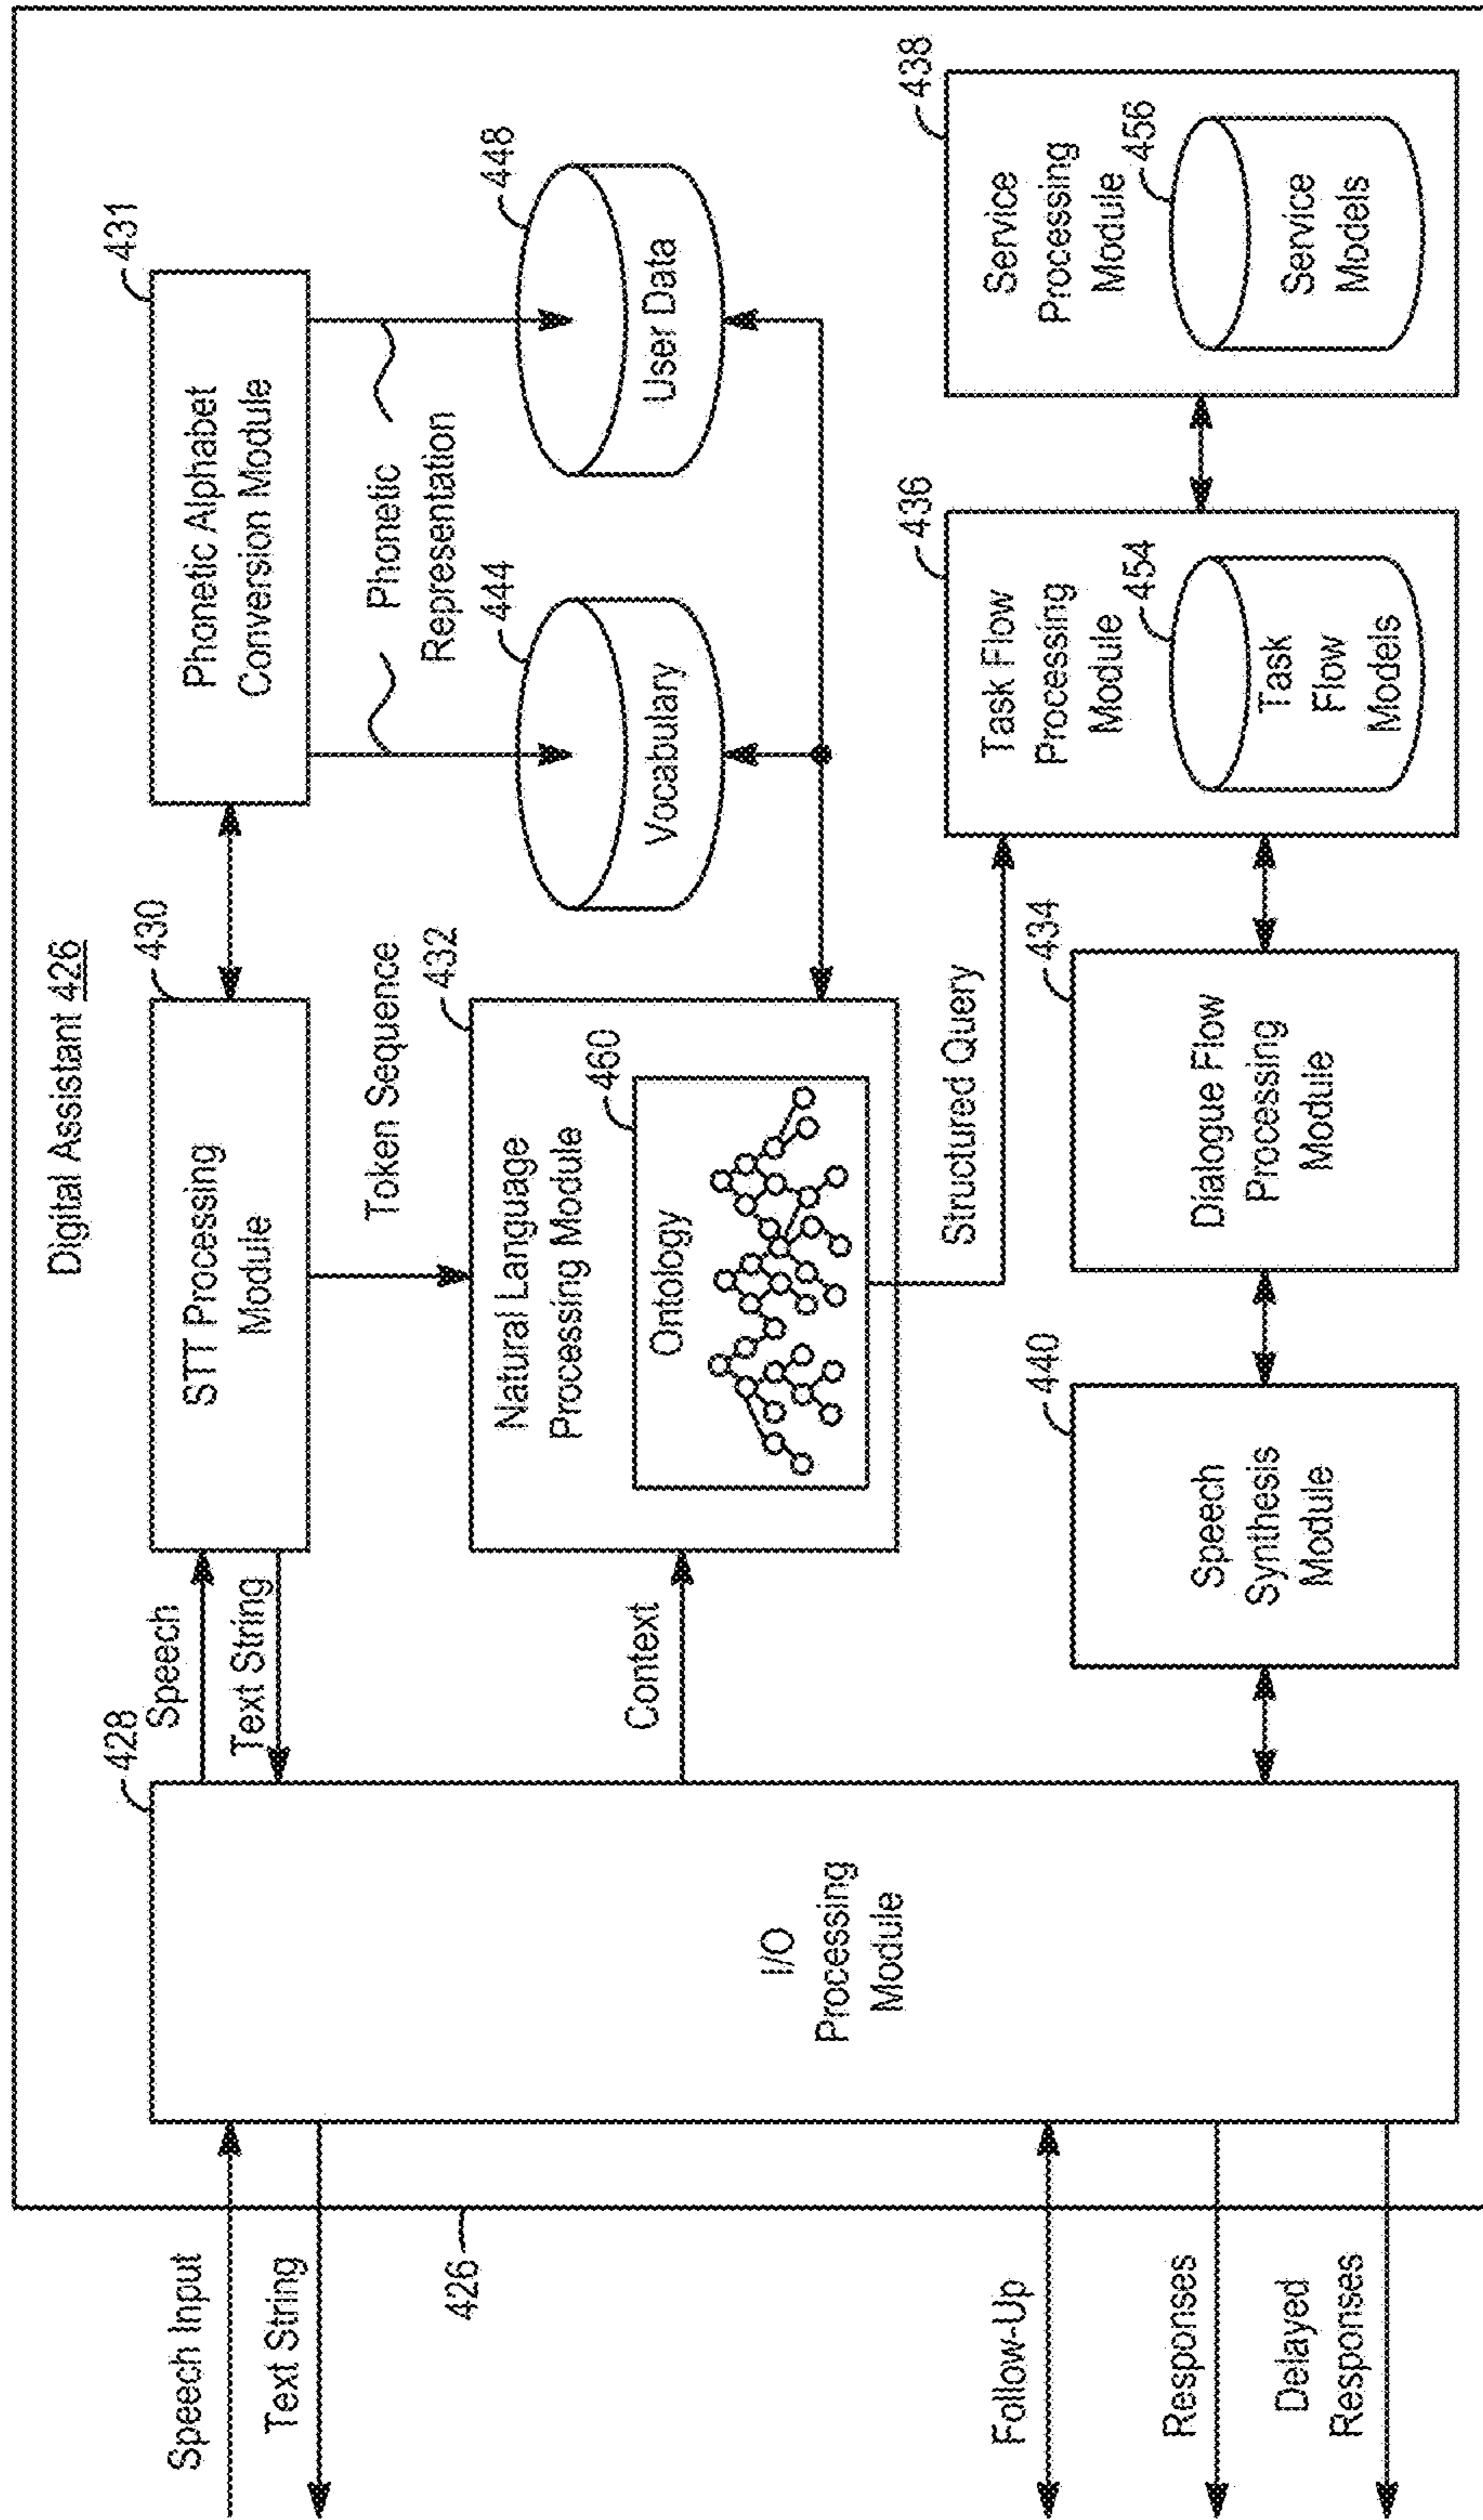 Digital Assistant 426
Speech Input
Text String
426
Follow-Up
Responses
Delayed
Responses
428
I/O
Processing
Module
Speech
Text String
Context
430
STT Processing
Module
Token Sequence
431
Phonetic Alphabet
Conversion Module
Phonetic
Representation
444
Vocabulary
448
User Data
432
Natural Language
Processing Module
460
Ontology
Structured Query
440
Speech
Synthesis
Module
434
Dialogue Flow
Processing
Module
436
Task Flow
Processing
Module
454
Task
Flow
Models
438
Service
Processing
Module
456
Service
Models